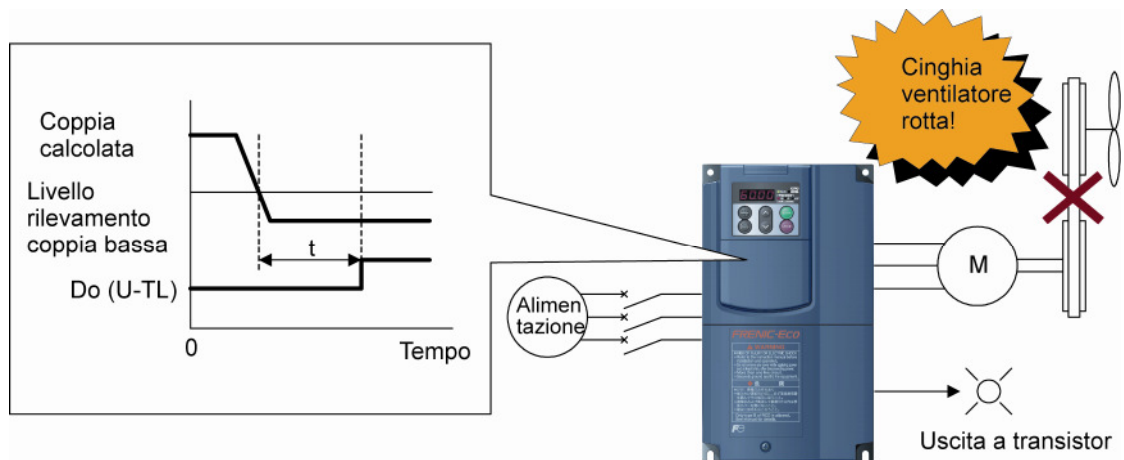 Coppia
calcolata
Livello
rilevamento
coppia bassa
t
Do (U-TL)
0
Tempo
Cinghia
ventilatore
rotta!
Alimen
tazione
M
FRENIC-Eco
Uscita a transistor